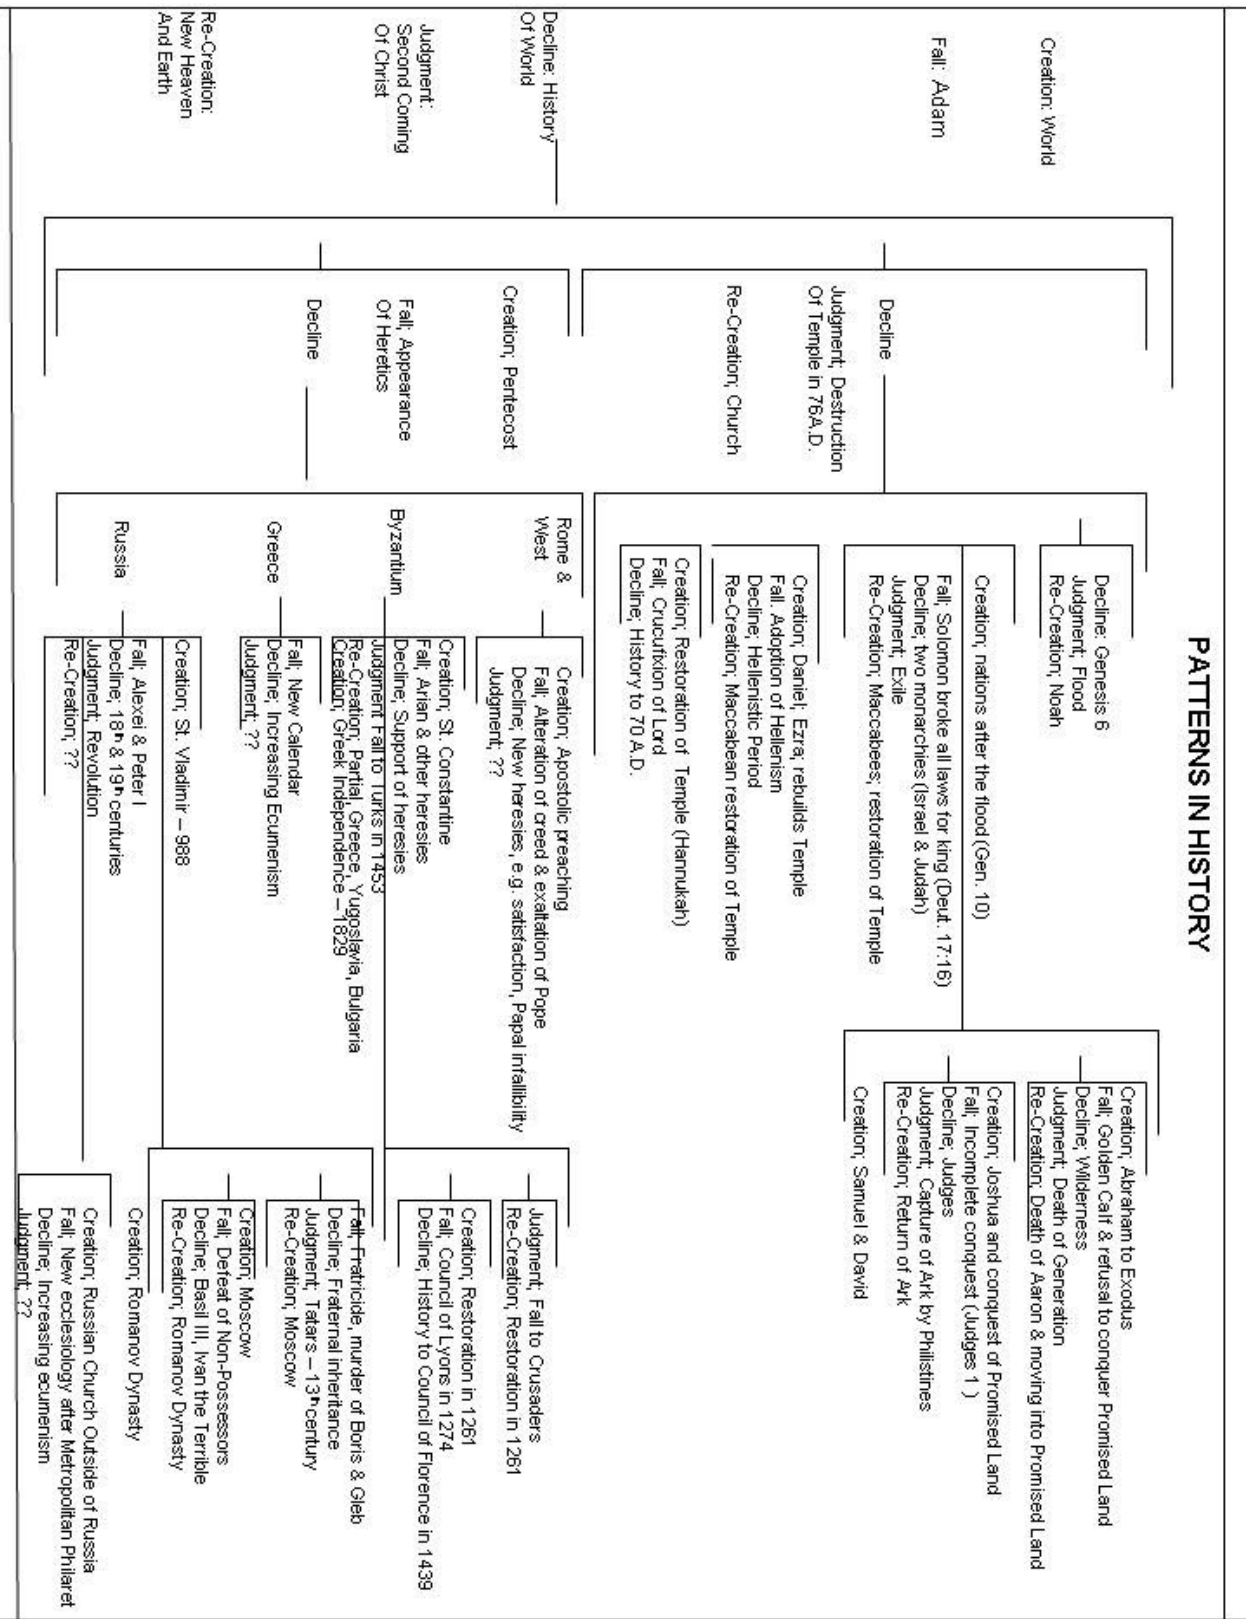 PATTERNS IN HISTORY
Creation: World
Fall: Adam
Decline: History
Of World
Judgment:
Second Coming
Of Christ
Re-Creation:
New Heaven
And Earth
Decline
Judgment; Destruction
Of Temple in 76A.D.
Re-Creation; Church
Creation; Pentecost
Fall; Appearance
Of Heretics
Decline
Decline: Genesis 6
Judgment; Flood
Re-Creation; Noah
Creation; nations after the flood (Gen. 10)
Fall; Solomon broke all laws for king (Deut. 17:16)
Decline; two monarchies (Israel & Judah)
Judgment; Exile
Re-Creation; Maccabees; restoration of Temple
Creation; Daniel; Ezra; rebuilds Temple
Fall. Adoption of Hellenism
Decline; Hellenistic Period
Re-Creation; Maccabean restoration of Temple
Creation; Restoration of Temple (Hannukah)
Fall; Crucufixion of Lord
Decline; History to 70 A.D.
Creation; Abraham to Exodus
Fall; Golden Calf & refusal to conquer Promised Land
Decline; Wilderness
Judgment; Death of Generation
Re-Creation; Death of Aaron & moving into Promised Land
Creation; Joshua and conquest of Promised Land
Fall; Incomplete conquest (Judges 1 )
Decline; Judges
Judgment; Capture of Ark by Philistines
Re-Creation; Return of Ark
Creation; Samuel & David
Rome &
West
Creation; Apostolic preaching
Fall; Alteration of creed & exaltation of Pope
Decline; New heresies, e.g. satisfaction, Papal infallibility
Judgment; ??
Byzantium
Creation; St. Constantine
Fall; Arian & other heresies
Decline; Support of heresies
Judgment Fall to Turks in 1453
Re-Creation; Partial, Greece, Yugoslavia, Bulgaria
Creation; Greek Independence – 1829
Greece
Fall; New Calendar
Decline; Increasing Ecumenism
Judgment; ??
Russia
Creation; St. Vladimir – 988
Fall; Alexei & Peter I
Decline; 18th & 19th centuries
Judgment; Revolution
Re-Creation; ??
Judgment; Fall to Crusaders
Re-Creation; Restoration in 1261
Creation; Restoration in 1261
Fall; Council of Lyons in 1274
Decline; History to Council of Florence in 1439
Fall; Fratricide, murder of Boris & Gleb
Decline; Fraternal inheritance
Judgment; Tatars – 13th century
Re-Creation; Moscow
Creation; Moscow
Fall; Defeat of Non-Possessors
Decline; Basil III, Ivan the Terrible
Re-Creation; Romanov Dynasty
Creation; Romanov Dynasty
Creation; Russian Church Outside of Russia
Fall; New ecclesiology after Metropolitan Philaret
Decline; Increasing ecumenism
Judgment; ??